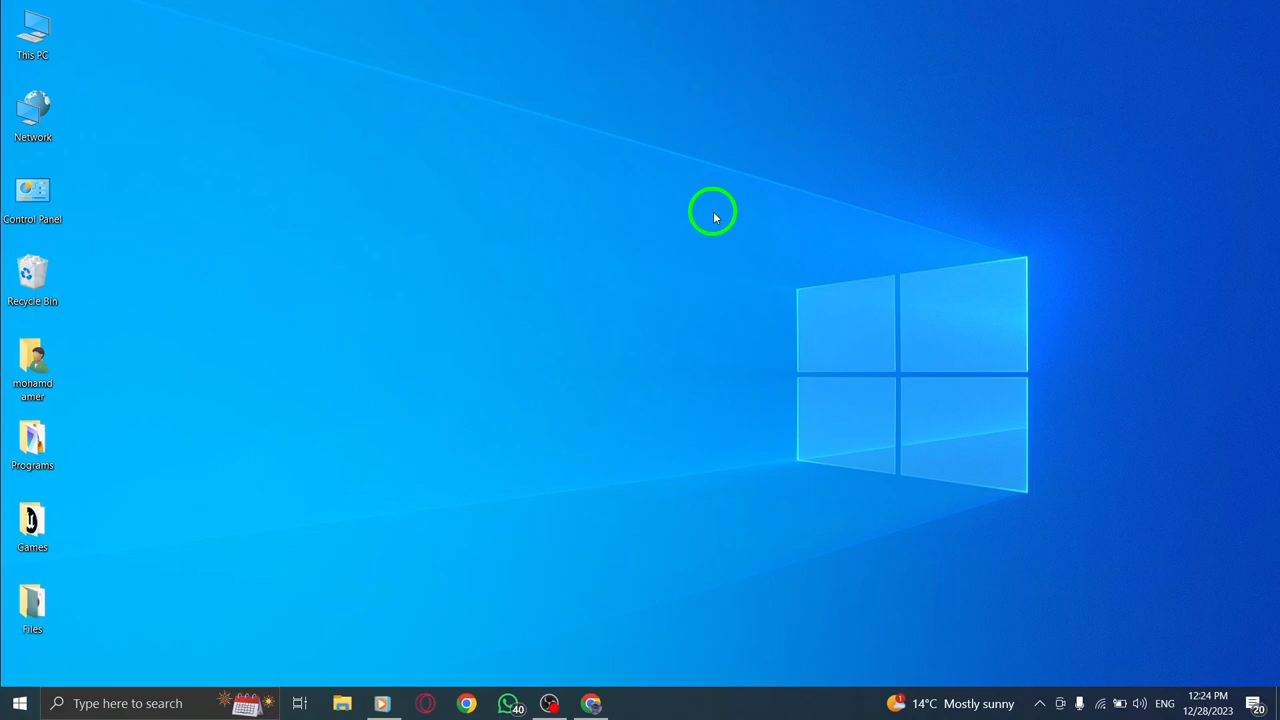 This PC
Network
Control Panel
Recycle Bin
mohamd
amer
Programs
Games
Files
Type here to search
40
14°C Mostly sunny
ENG
12:24 PM
12/28/2023
20